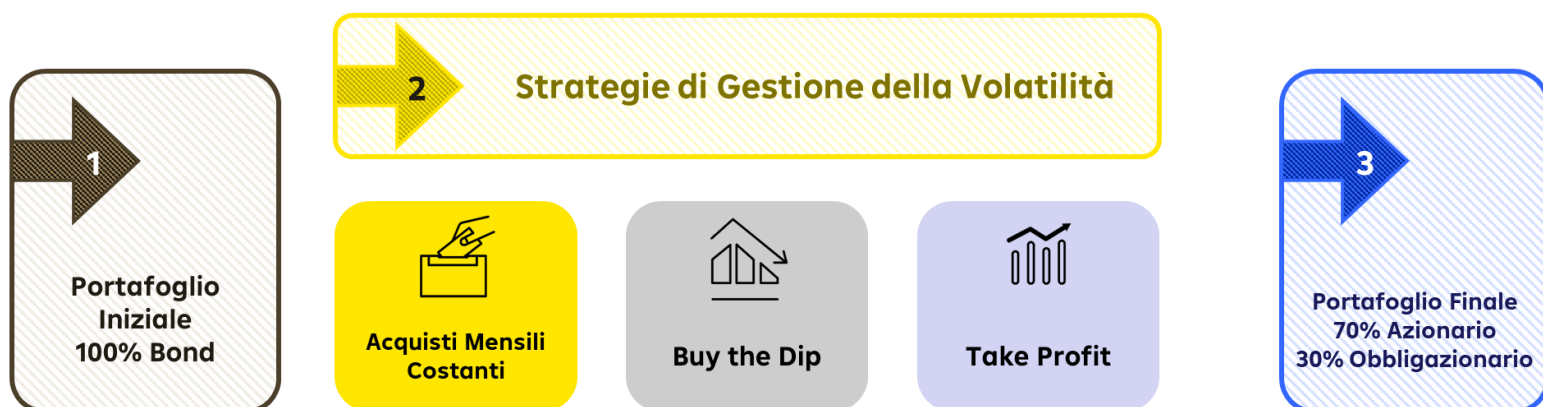 1
Portafoglio
Iniziale
100% Bond
2
Strategie di Gestione della Volatilità
Acquisti Mensili
Costanti
Buy the Dip
Take Profit
3
Portafoglio Finale
70% Azionario
30% Obbligazionario